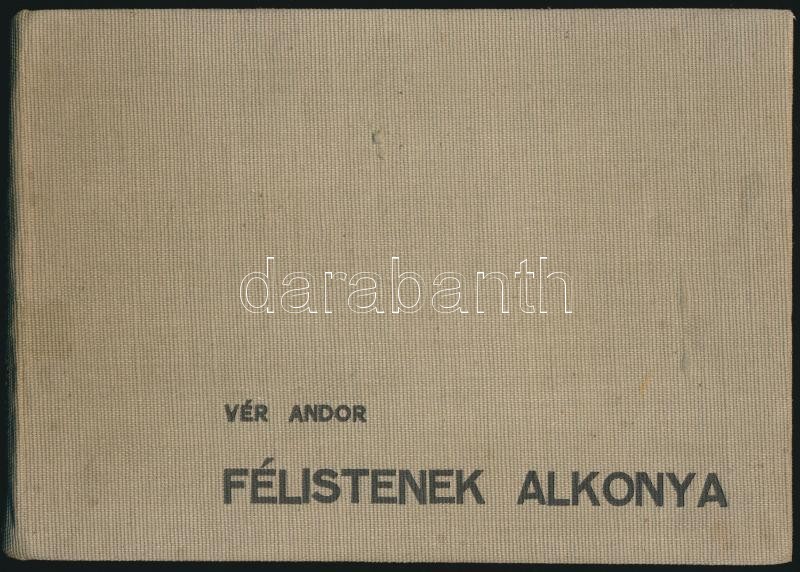 darabanth
VÉR ANDOR
FÉLISTENEK ALKONYA